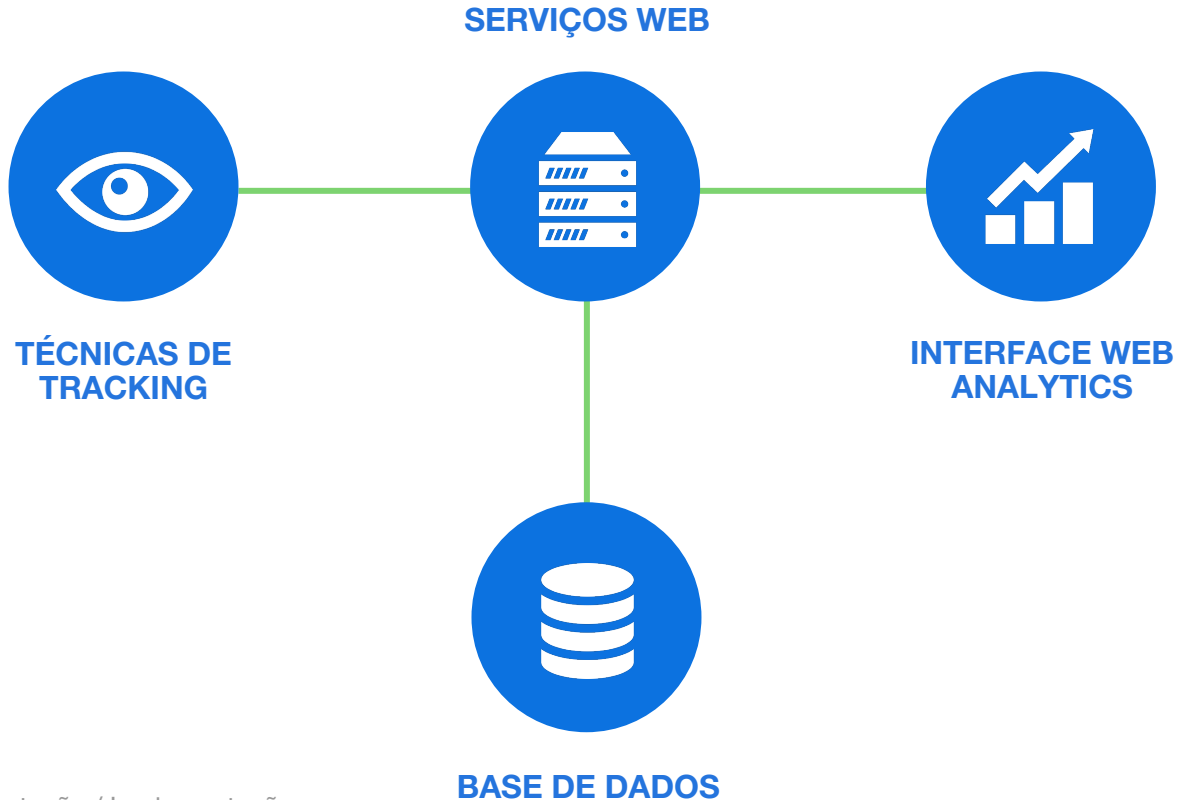 SERVIÇOS WEB
TÉCNICAS DE
TRACKING
INTERFACE WEB
ANALYTICS
BASE DE DADOS